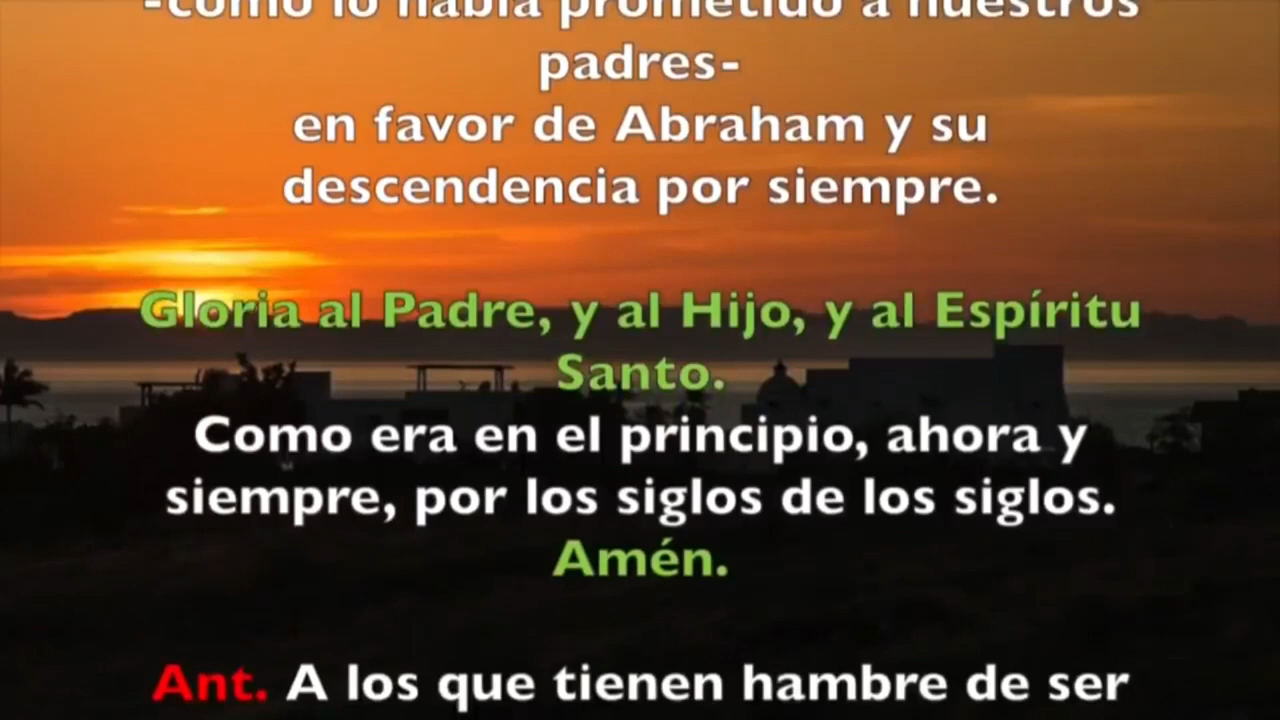 -como lo había prometido a nuestros
padres-
en favor de Abraham y su
descendencia por siempre.
Gloria al Padre, y al Hijo, y al Espíritu
Santo.
Como era en el principio, ahora y
siempre, por los siglos de los siglos.
Amén.
Ant. A los que tienen hambre de ser